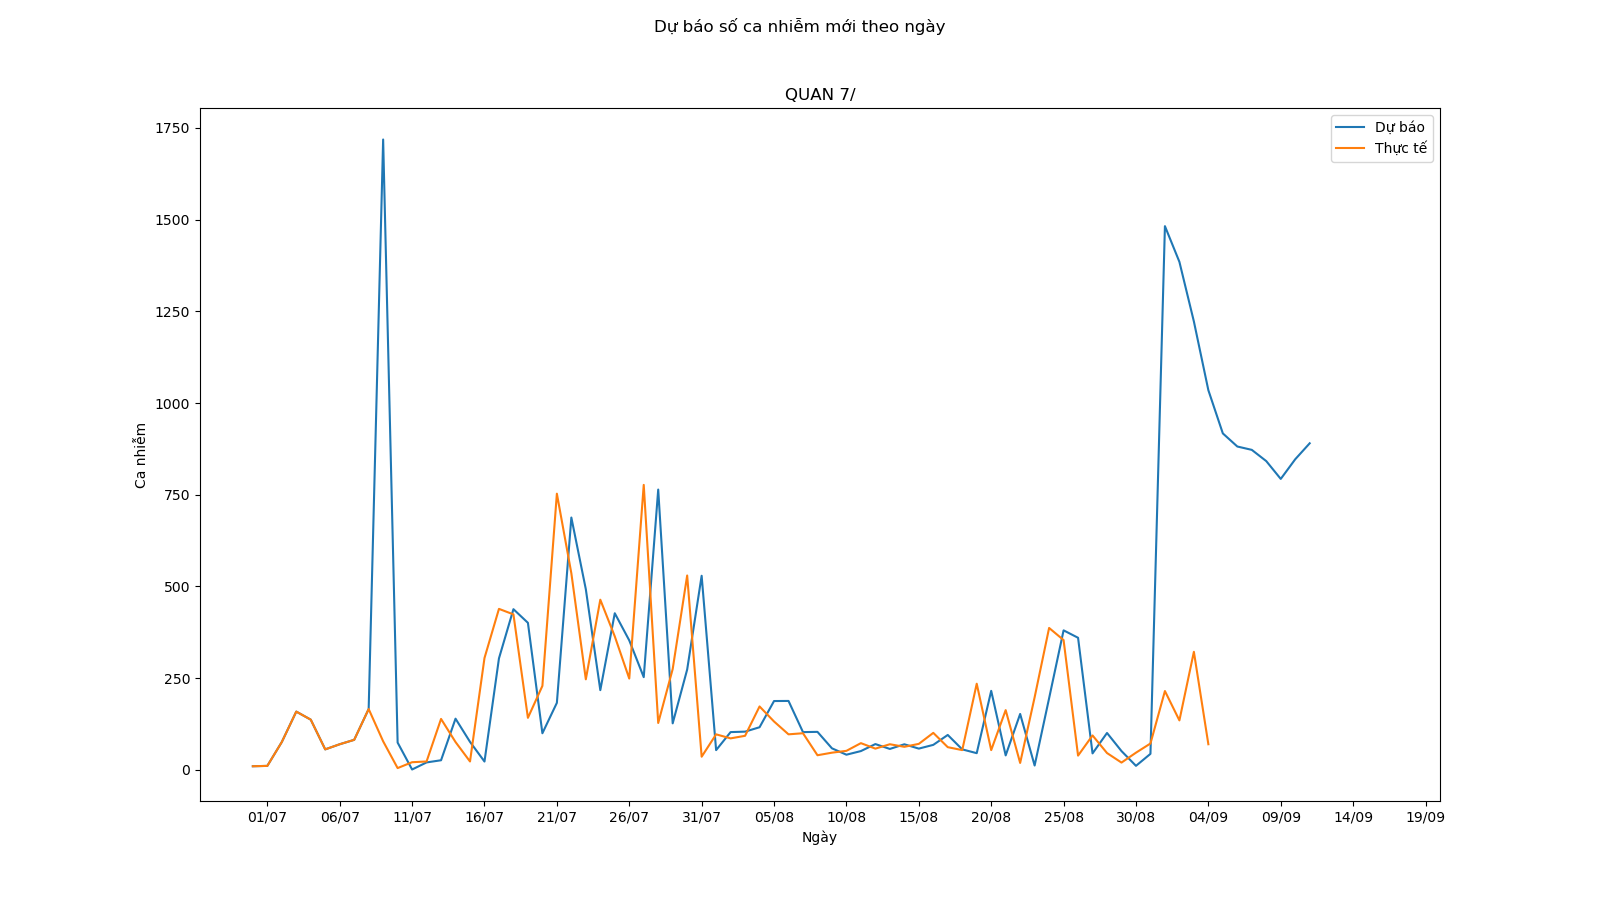 Dự báo số ca nhiễm mới theo ngày
QUAN 7/
Dự báo
Thực tế
1750
1500
1250
1000
750
500
250
0
Ca nhiễm
01/07 06/07 11/07 16/07 21/07 26/07 31/07 05/08 10/08 15/08 20/08 25/08 30/08 04/09 09/09 14/09 19/09
Ngày